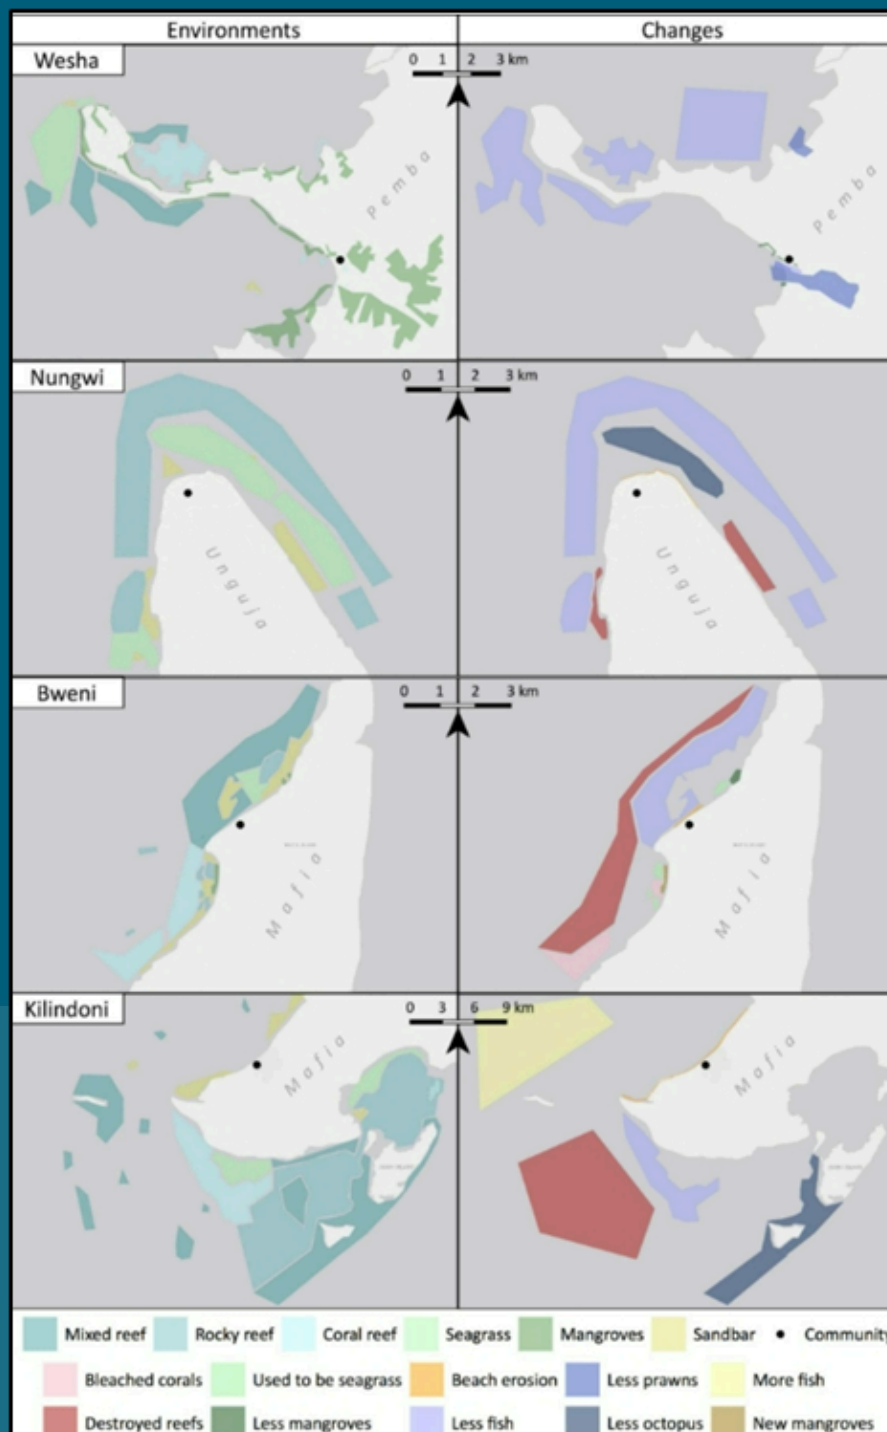 Environments Changes
Wesha
0 1 2 3 km
Pemba
Pemba
Nungwi
0 1 2 3 km
Unguja
Unguja
Bweni
0 1 2 3 km
Mafia
Mafia
Kilindoni
0 3 6 9 km
Mafia
Mafia
Mixed reef Rocky reef Coral reef Seagrass Mangroves Sandbar Community
Bleached corals Used to be seagrass Beach erosion Less prawns More fish
Destroyed reefs Less mangroves Less fish Less octopus New mangroves